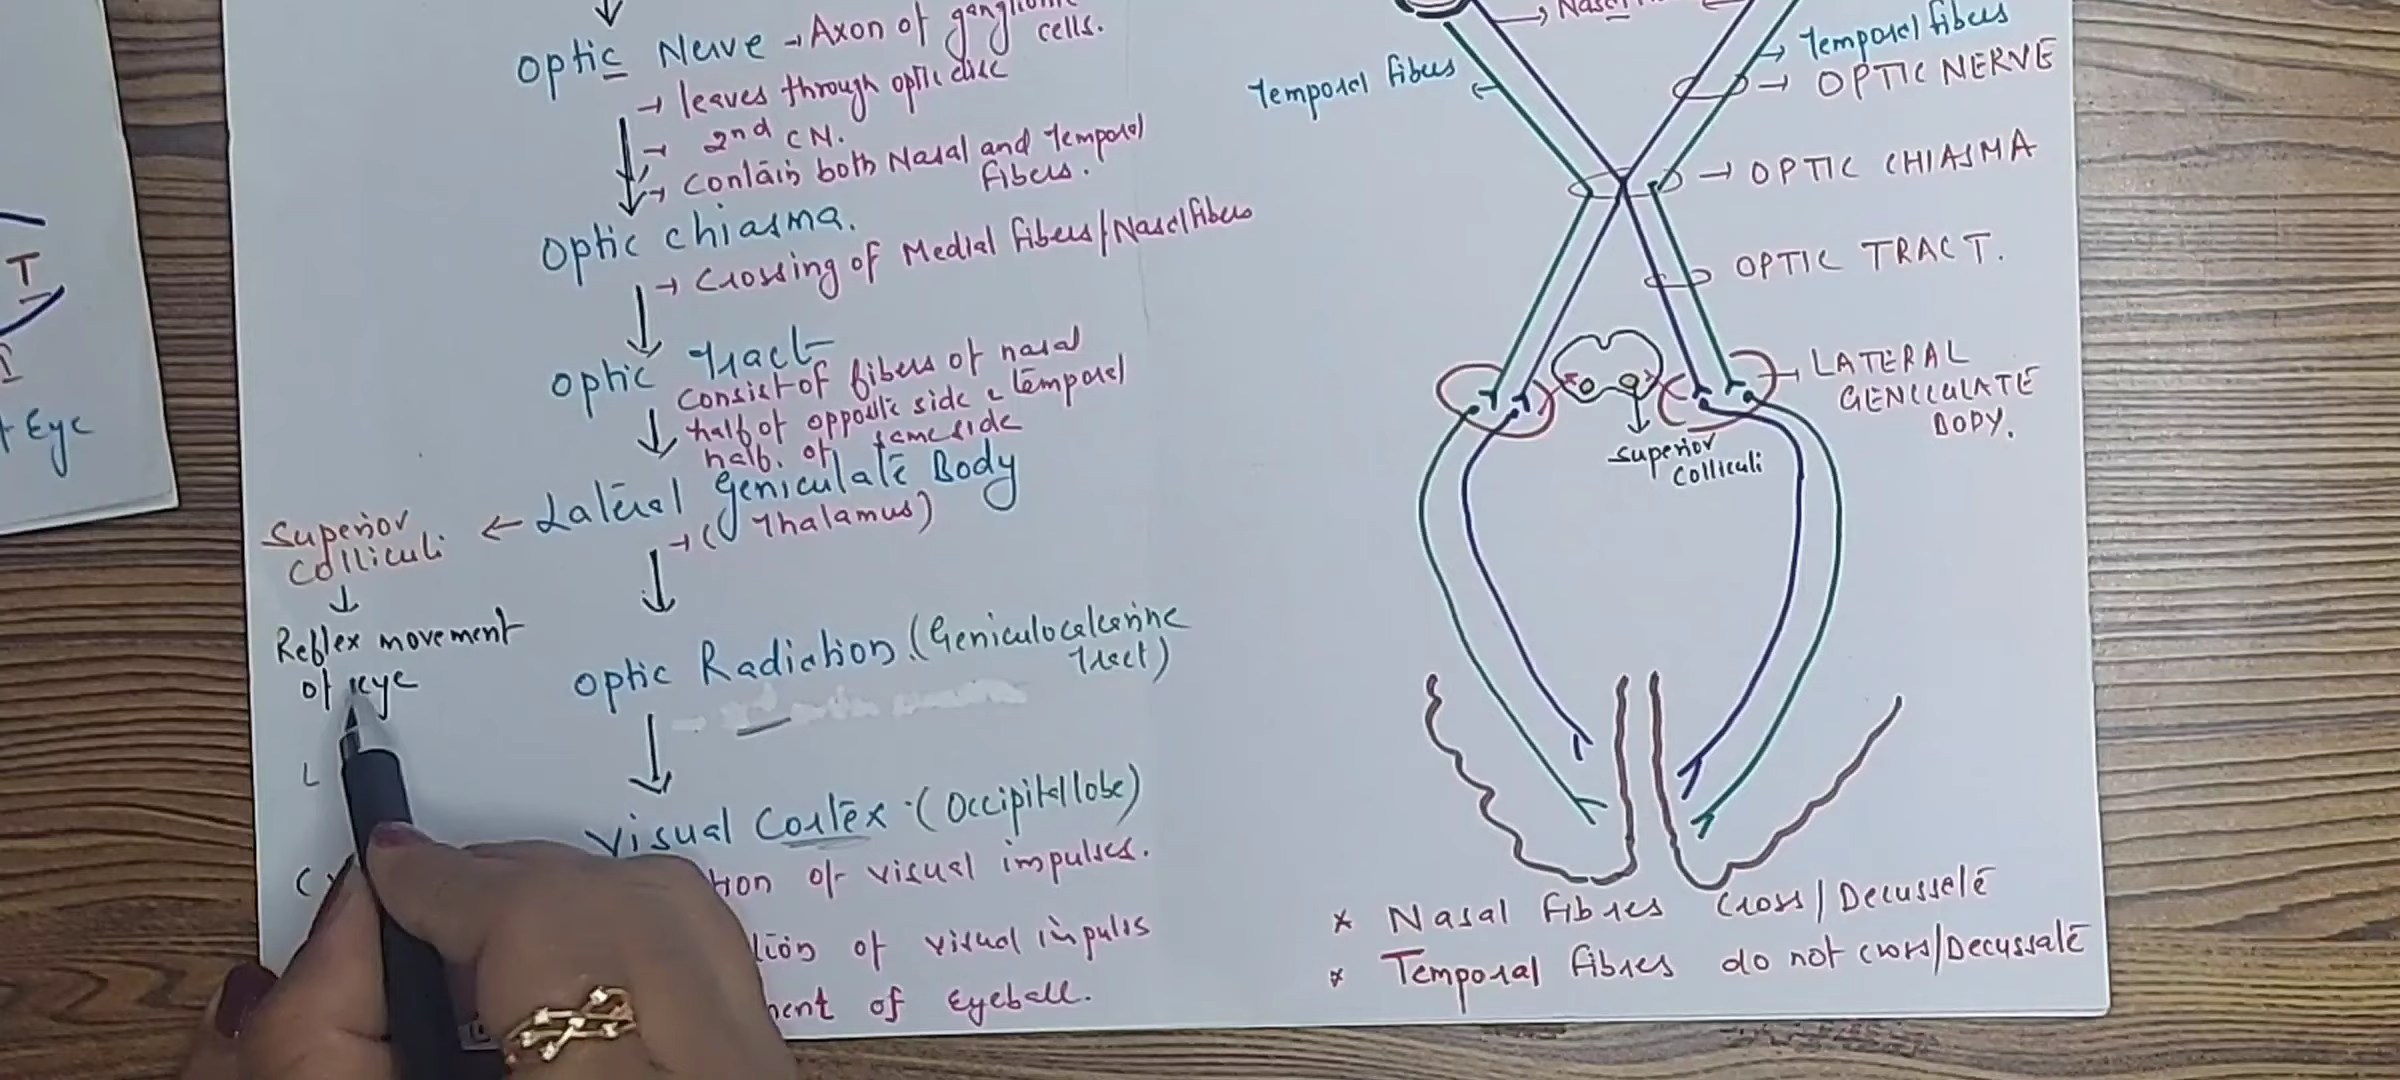 T
Eye
Optic Nerve → Axon of ganglionic
cells.
→ leaves through optic disc
→ 2nd CN.
→ Contain both Nasal and Temporal
fibers.
Optic chiasma.
→ Crossing of Medial fibers/Nasal fibers
Optic Tract
consist of fibers of nasal
half of opposite side & temporal
half of same side
Superior
Colliculi
← Lateral Geniculate Body
→ (Thalamus)
Reflex movement
of eye
Optic Radiation (Geniculocalcarine
Tract)
Visual Cortex (Occipital lobe)
of visual impulses.
of visual impulis
of Eyeball.
Temporal fibers
Temporal fibers
OPTIC NERVE
OPTIC CHIASMA
OPTIC TRACT.
LATERAL
GENICULATE
BODY.
Superior
Colliculi
* Nasal Fibres Cross/Decussate
* Temporal Fibres do not cross/Decussate